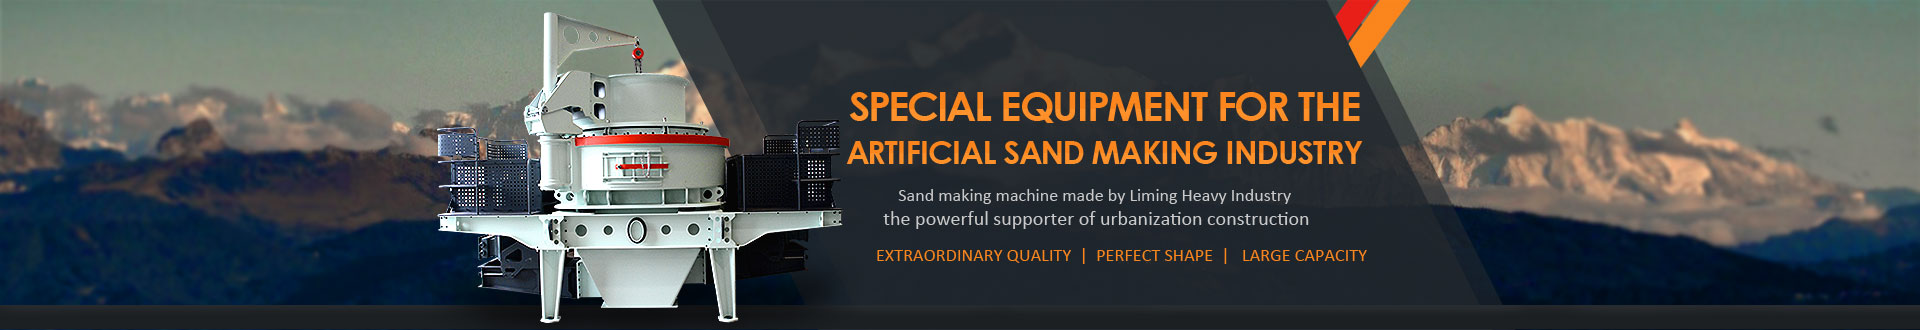 SPECIAL EQUIPMENT FOR THE
ARTIFICIAL SAND MAKING INDUSTRY
Sand making machine made by Liming Heavy Industry
the powerful supporter of urbanization construction
EXTRAORDINARY QUALITY | PERFECT SHAPE | LARGE CAPACITY